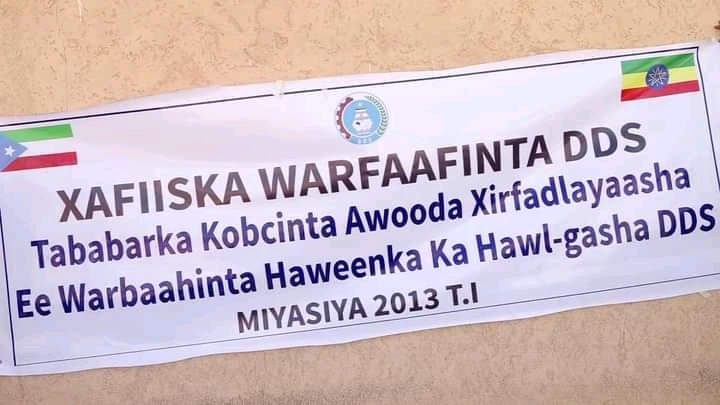 XAFIISKA WARFAAFINTA DDS
Tababarka Kobcinta Awooda Xirfadlayaasha
Ee Warbaahinta Haweenka Ka Hawl-gasha DDS
MIYASIYA 2013 T.I